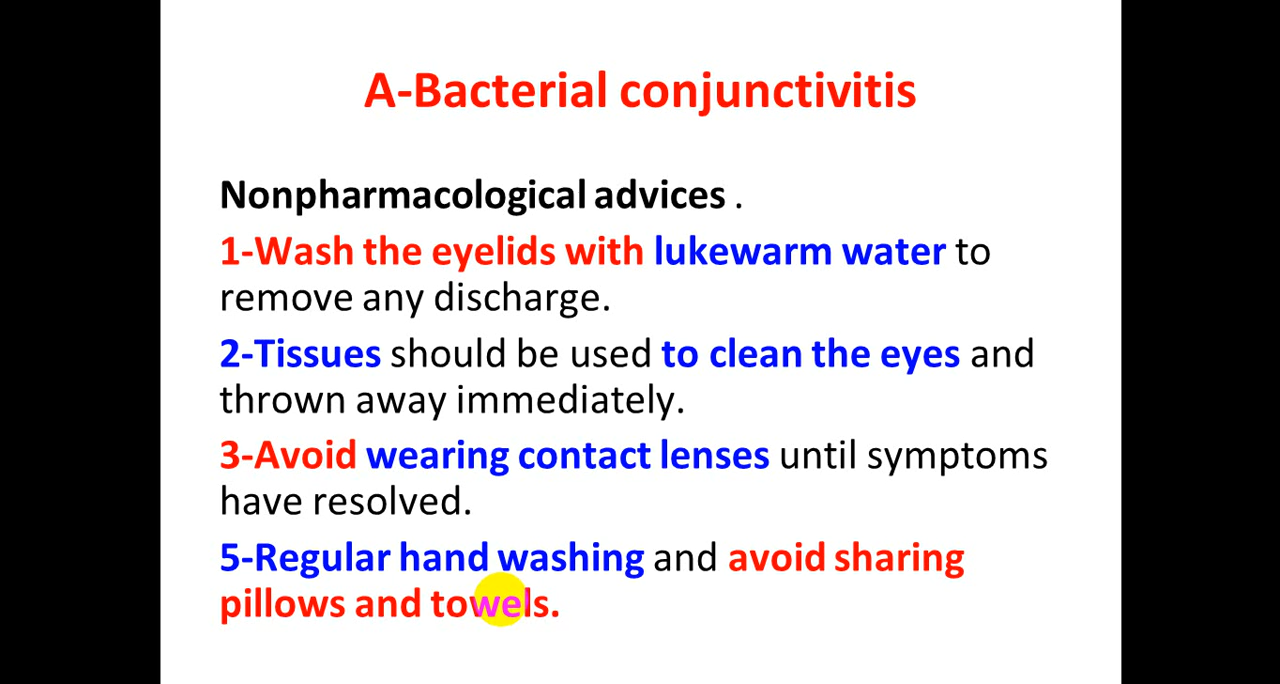 A-Bacterial conjunctivitis
Nonpharmacological advices .
1-Wash the eyelids with lukewarm water to
remove any discharge.
2-Tissues should be used to clean the eyes and
thrown away immediately.
3-Avoid wearing contact lenses until symptoms
have resolved.
5-Regular hand washing and avoid sharing
pillows and towels.